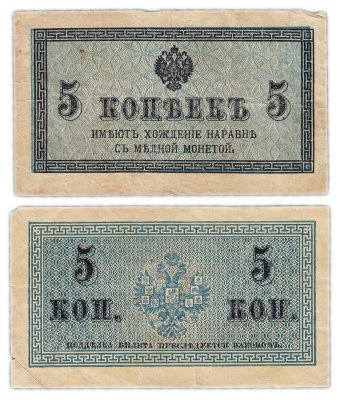 5 КОПѢЕКЪ 5
ИМѢЮТЪ ХОЖДЕНІЕ НАРАВНѢ
СЪ МѢДНОЙ МОНЕТОЙ.
5 5
КОП. КОП.
ПОДДѢЛКА БИЛЕТА ПРЕСЛѢДУЕТСЯ ЗАКОНОМЪ.